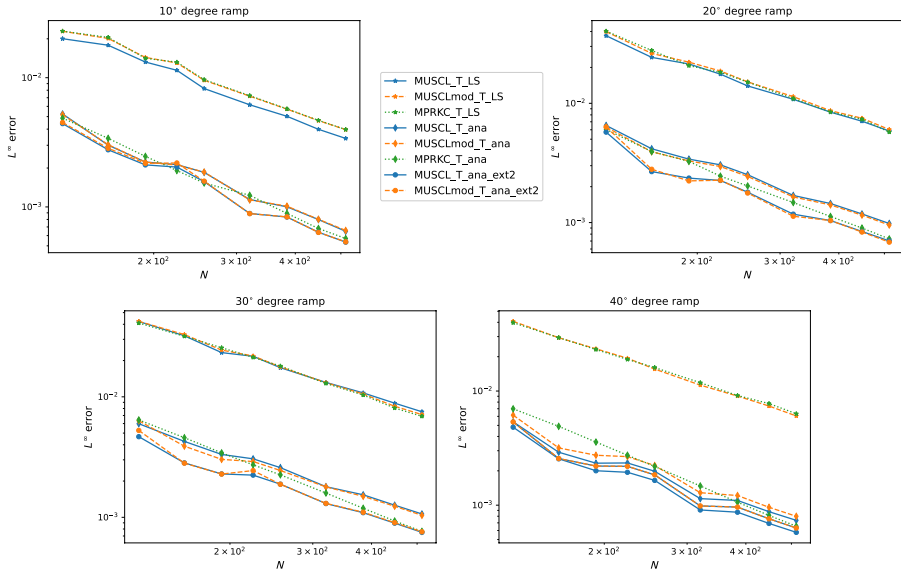 10° degree ramp
20° degree ramp
L∞ error
10−2
10−3
2 × 10²
3 × 10²
4 × 10²
N
MUSCL_T_LS
MUSCLmod_T_LS
MPRKC_T_LS
MUSCL_T_ana
MUSCLmod_T_ana
MPRKC_T_ana
MUSCL_T_ana_ext2
MUSCLmod_T_ana_ext2
L∞ error
10−2
10−3
2 × 10²
3 × 10²
4 × 10²
N
30° degree ramp
40° degree ramp
L∞ error
10−2
10−3
2 × 10²
3 × 10²
4 × 10²
N
L∞ error
10−2
10−3
2 × 10²
3 × 10²
4 × 10²
N